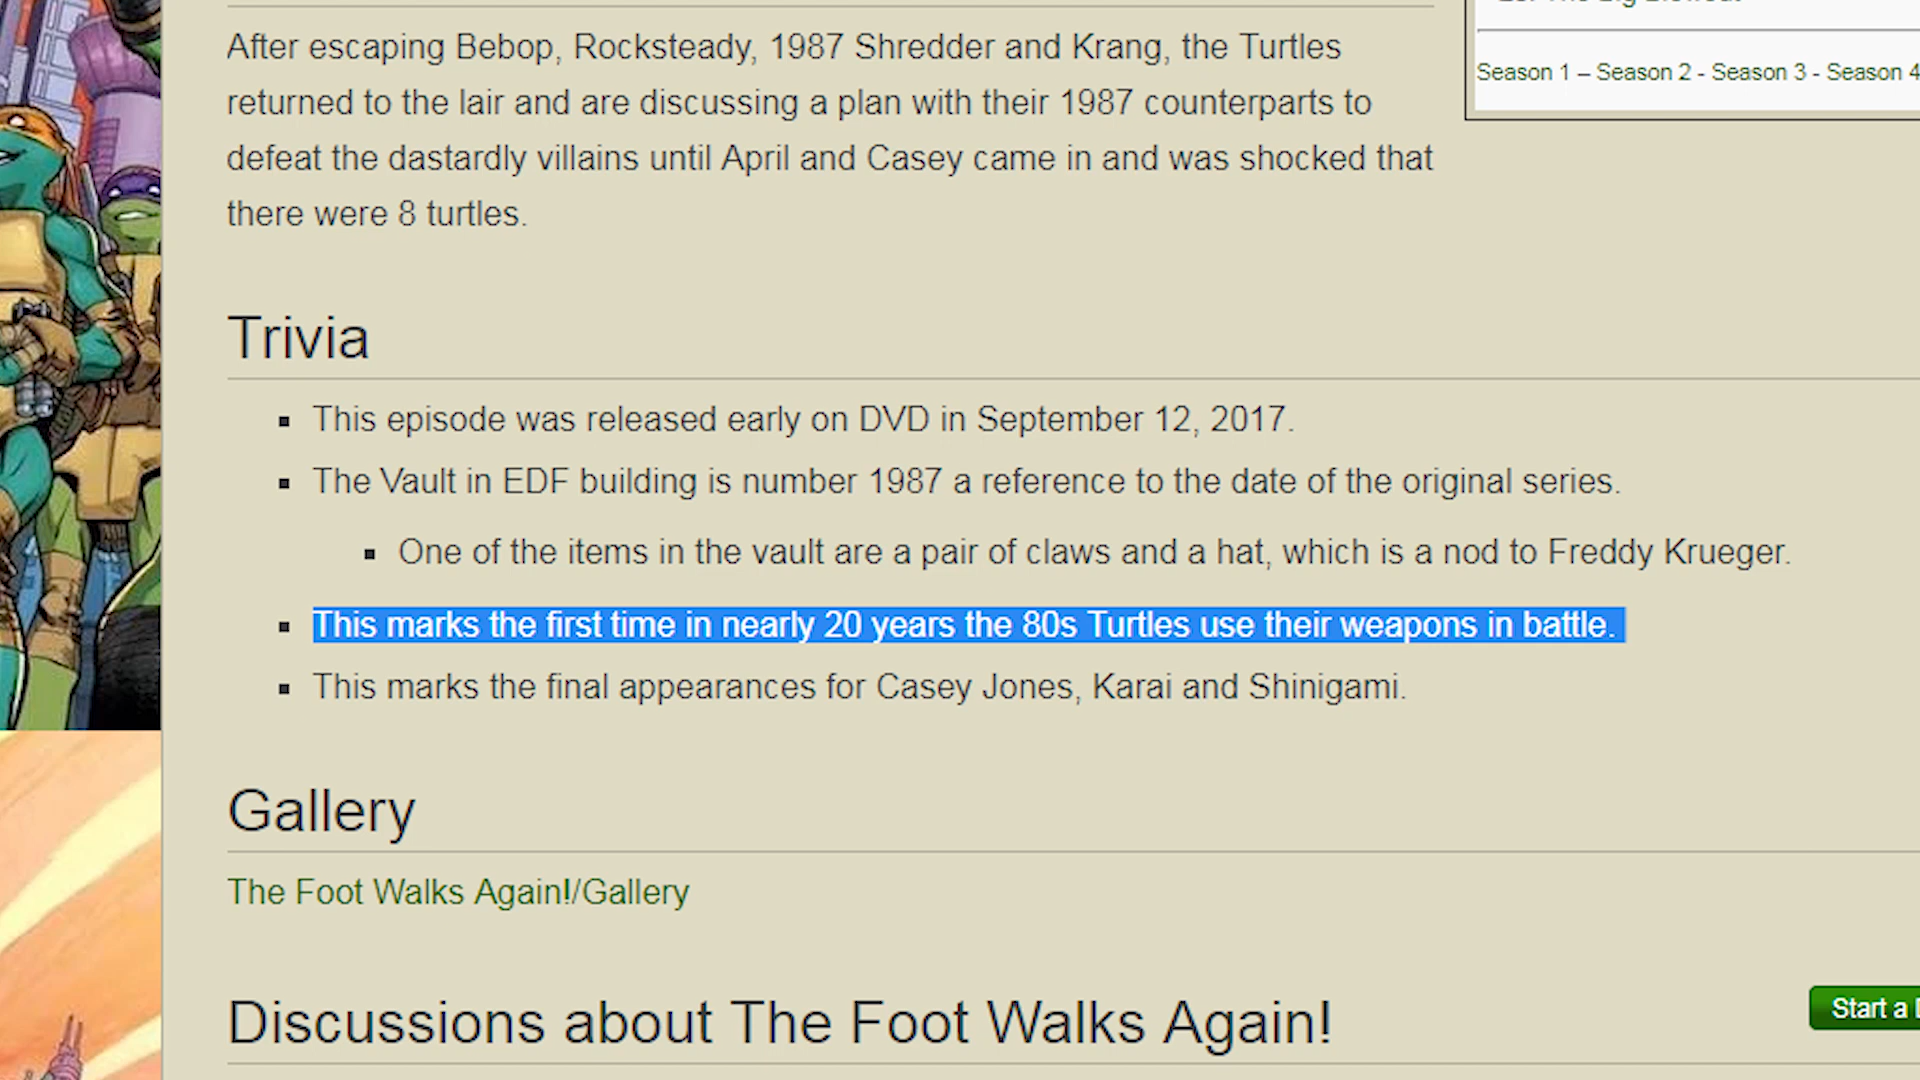 After escaping Bebop, Rocksteady, 1987 Shredder and Krang, the Turtles
returned to the lair and are discussing a plan with their 1987 counterparts to
defeat the dastardly villains until April and Casey came in and was shocked that
there were 8 turtles.
Season 1 – Season 2 - Season 3 - Season 4
Trivia
This episode was released early on DVD in September 12, 2017.
The Vault in EDF building is number 1987 a reference to the date of the original series.
One of the items in the vault are a pair of claws and a hat, which is a nod to Freddy Krueger.
This marks the first time in nearly 20 years the 80s Turtles use their weapons in battle.
This marks the final appearances for Casey Jones, Karai and Shinigami.
Gallery
The Foot Walks Again!/Gallery
Discussions about The Foot Walks Again!
Start a